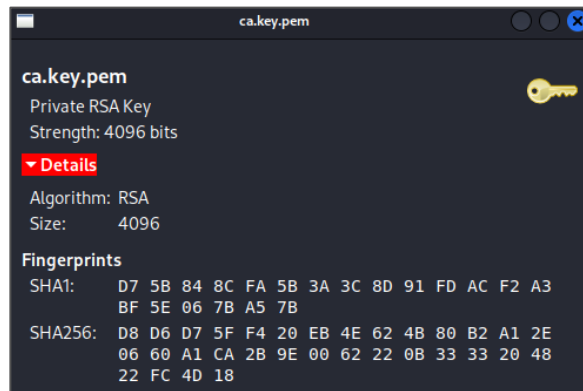 ca.key.pem
ca.key.pem
Private RSA Key
Strength: 4096 bits
Details
Algorithm: RSA
Size: 4096
Fingerprints
SHA1: D7 5B 84 8C FA 5B 3A 3C 8D 91 FD AC F2 A3
BF 5E 06 7B A5 7B
SHA256: D8 D6 D7 5F F4 20 EB 4E 62 4B 80 B2 A1 2E
06 60 A1 CA 2B 9E 00 62 22 0B 33 33 20 48
22 FC 4D 18